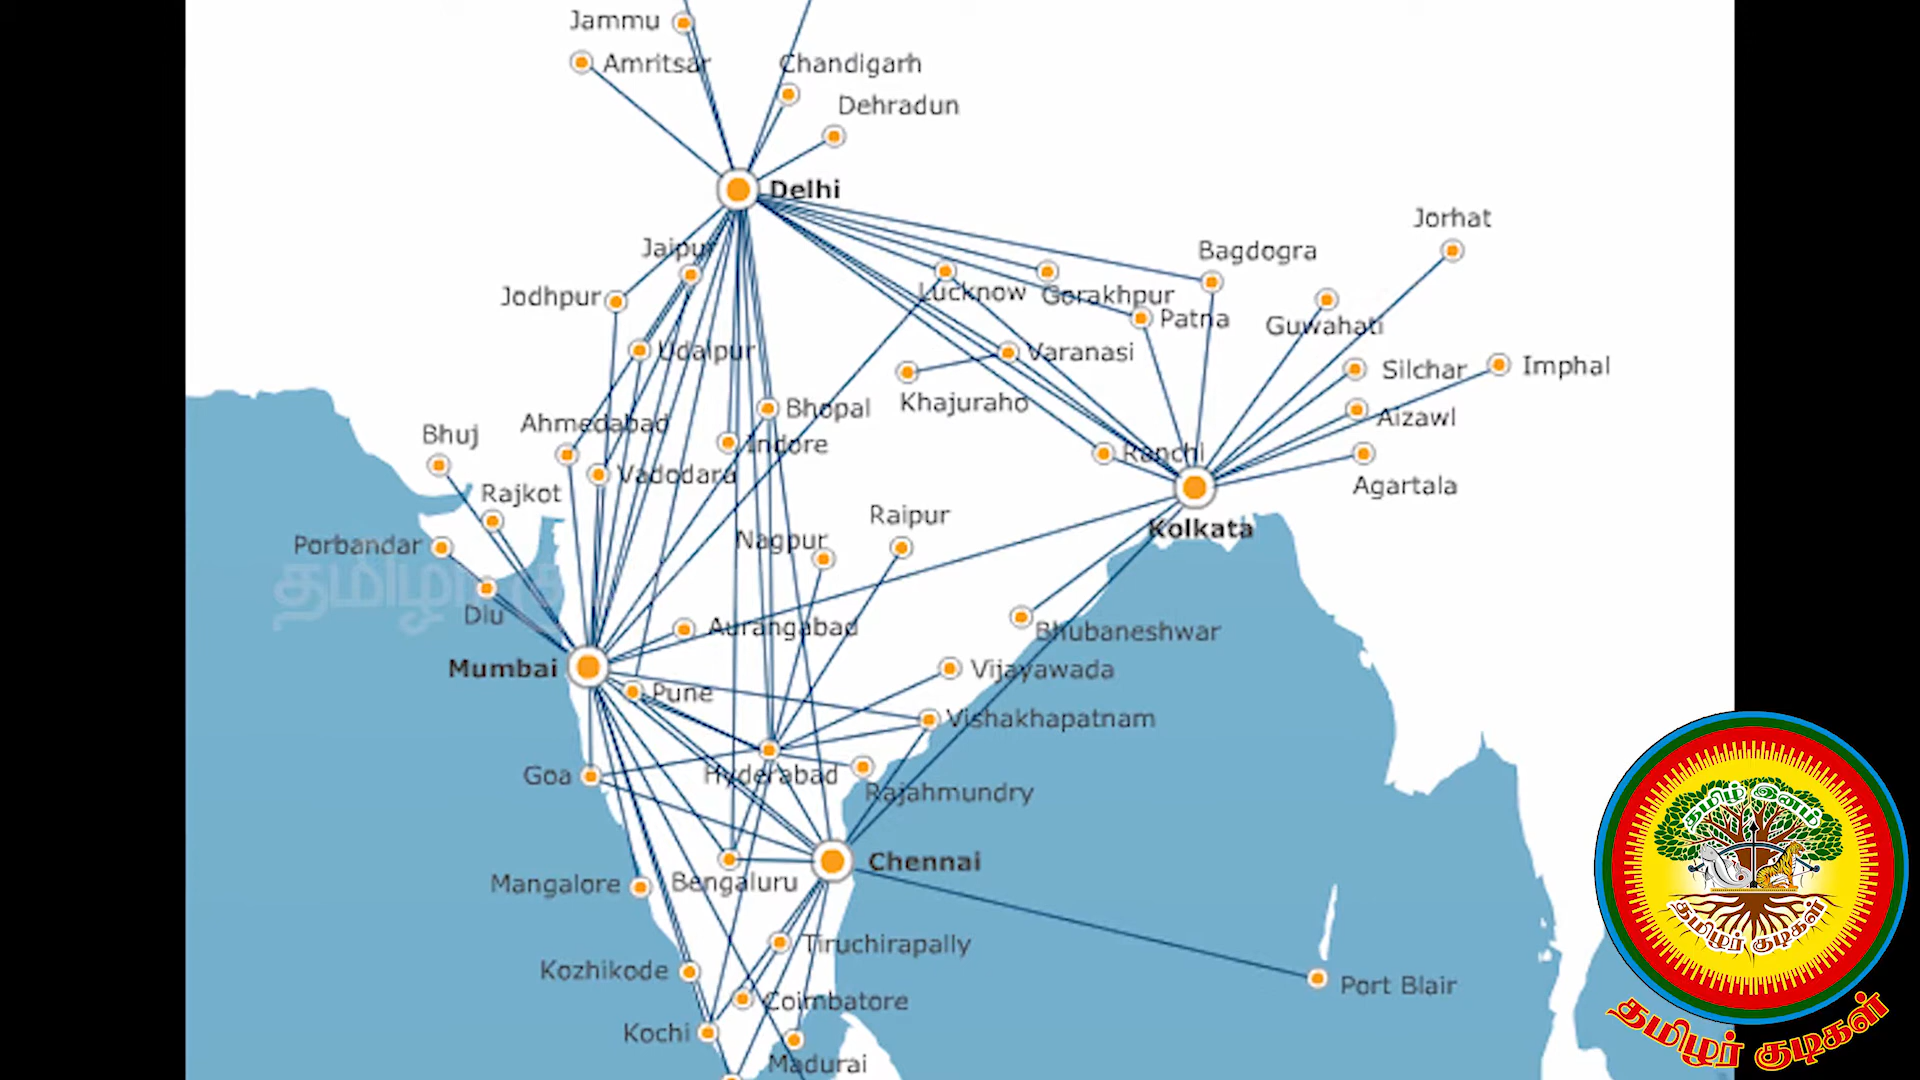 Jammu
Amritsar
Chandigarh
Dehradun
Delhi
Jorhat
Jaipur
Bagdogra
Jodhpur
Lucknow
Gorakhpur
Patna
Guwahati
Udaipur
Varanasi
Silchar
Imphal
Khajuraho
Bhopal
Aizawl
Ahmedabad
Bhuj
Indore
Ranchi
Vadodara
Agartala
Rajkot
Raipur
Kolkata
Porbandar
Nagpur
Diu
Aurangabad
Bhubaneshwar
Mumbai
Vijayawada
Pune
Vishakhapatnam
Goa
Hyderabad
Rajahmundry
Chennai
Mangalore
Bengaluru
Tiruchirapally
Kozhikode
Port Blair
Coimbatore
Kochi
Madurai
தமிழ் இனம்
தமிழர் குடிகள்
தமிழர் குடிகள்